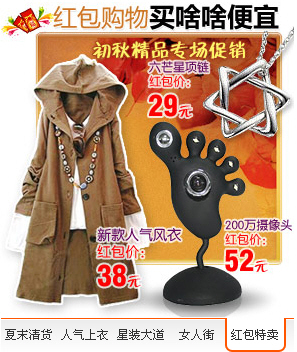 红包购物 买啥啥便宜
初秋精品专场促销
六芒星项链
红包价:
29元
新款人气风衣
红包价:
38元
200万摄像头
红包价:
52元
夏末清货 人气上衣 星装大道 女人街 红包特卖